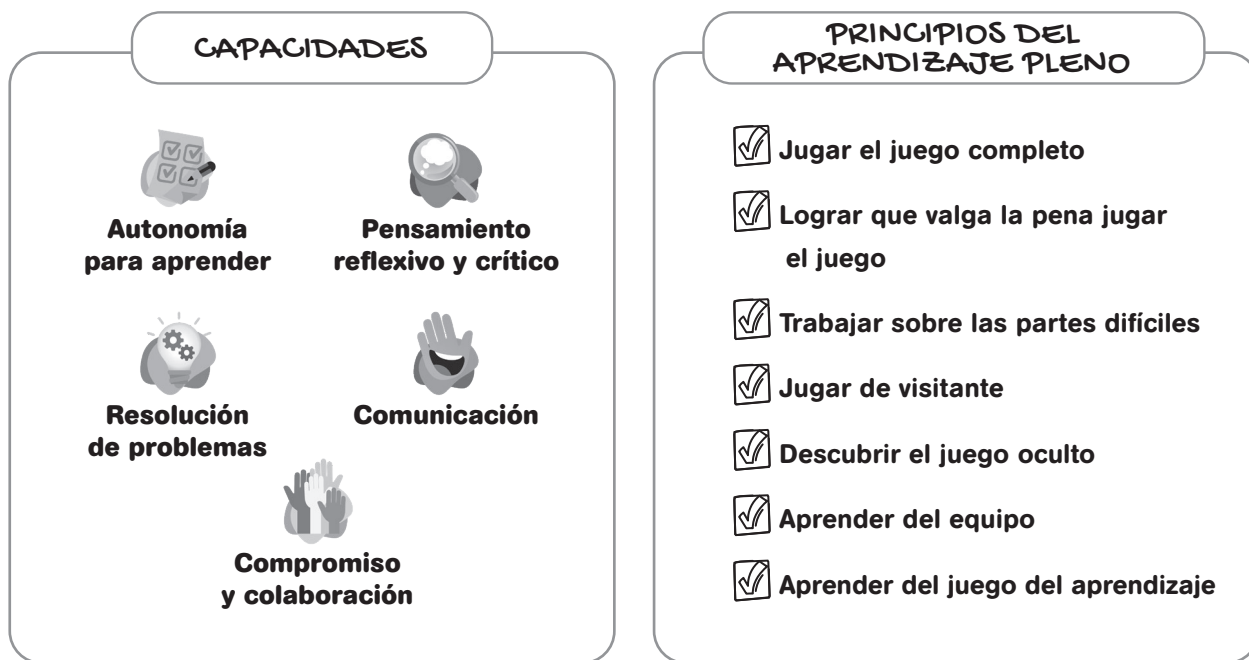 CAPACIDADES
Autonomía
para aprender
Pensamiento
reflexivo y crítico
Resolución
de problemas
Comunicación
Compromiso
y colaboración
PRINCIPIOS DEL
APRENDIZAJE PLENO
Jugar el juego completo
Lograr que valga la pena jugar
el juego
Trabajar sobre las partes difíciles
Jugar de visitante
Descubrir el juego oculto
Aprender del equipo
Aprender del juego del aprendizaje